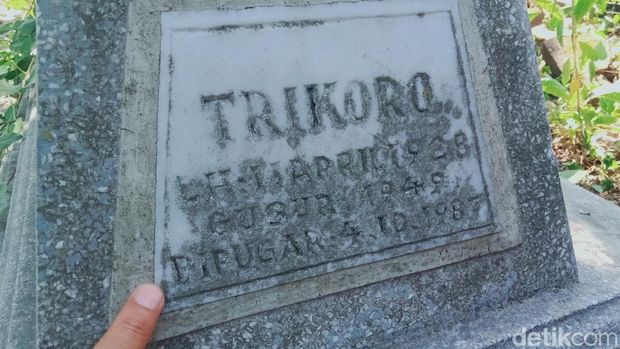 TRIKORO
LH. 1. APRIL. 1928
GUGUR. 1949.
DIPUGAR. 4. 10. 1987
detikcom